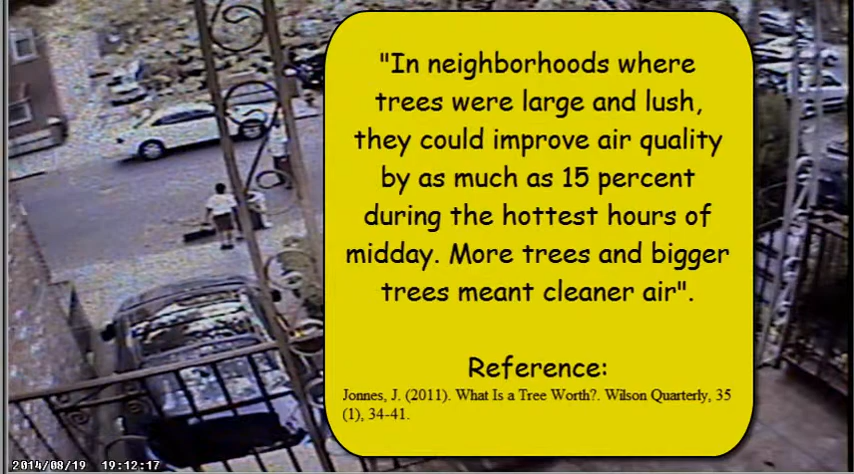 "In neighborhoods where
trees were large and lush,
they could improve air quality
by as much as 15 percent
during the hottest hours of
midday. More trees and bigger
trees meant cleaner air".
Reference:
Jonnes, J. (2011). What Is a Tree Worth?. Wilson Quarterly, 35
(1), 34-41.
2014/08/19 19:12:17